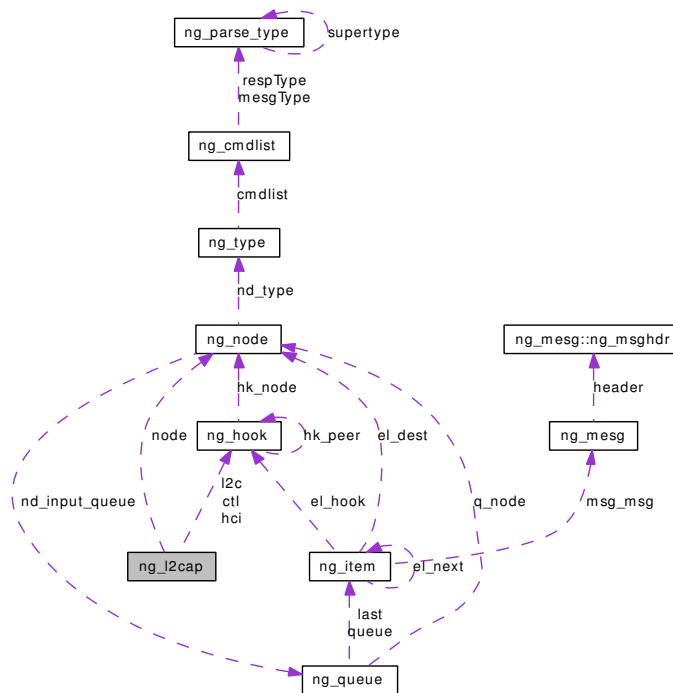 ng_parse_type
supertype
respType
mesgType
ng_cmdlist
cmdlist
ng_type
nd_type
ng_node
ng_mesg::ng_msghdr
hk_node
header
ng_hook
ng_mesg
node
hk_peer
el_dest
l2c
ctl
hci
nd_input_queue
el_hook
q_node
msg_msg
ng_l2cap
ng_item
el_next
last
queue
ng_queue